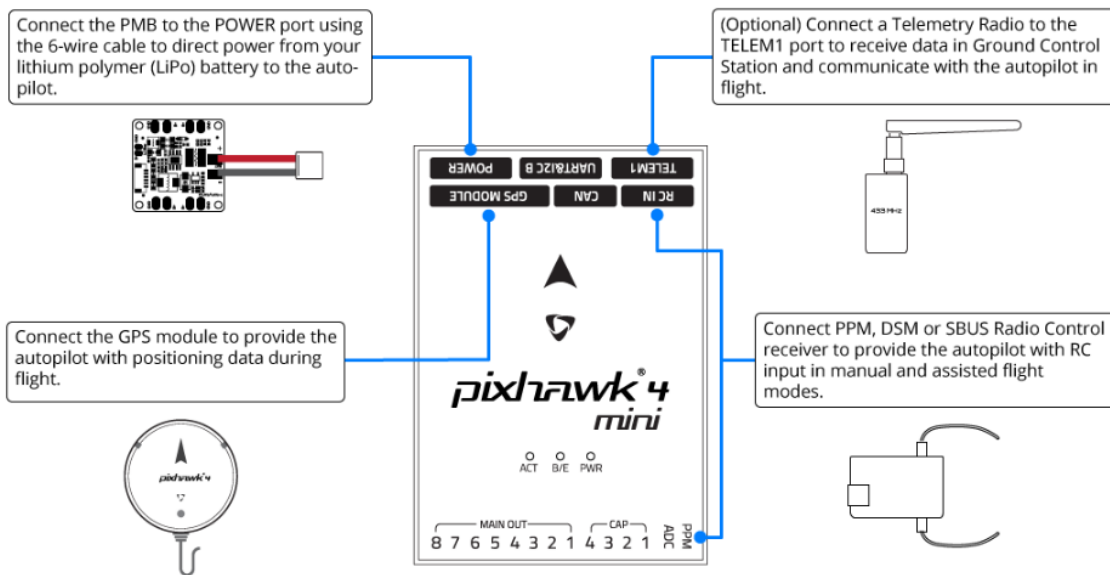 Connect the PMB to the POWER port using
the 6-wire cable to direct power from your
lithium polymer (LiPo) battery to the auto-
pilot.
(Optional) Connect a Telemetry Radio to the
TELEM1 port to receive data in Ground Control
Station and communicate with the autopilot in
flight.
POWER
UART&I2C B
TELEM1
GPS MODULE
CAN
RC IN
433 MHz
Connect the GPS module to provide the
autopilot with positioning data during
flight.
Connect PPM, DSM or SBUS Radio Control
receiver to provide the autopilot with RC
input in manual and assisted flight
modes.
pixhawk® 4
mini
pixhawk® 4
ACT B/E PWR
MAIN OUT
CAP
8 7 6 5 4 3 2 1
4 3 2 1
ADC
PPM